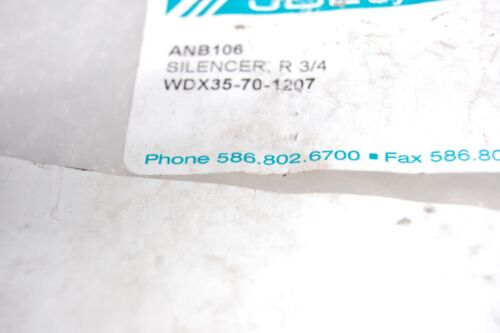 ANB106
SILENCER, R 3/4
WDX35-70-1207
Phone 586.802.6700 ■ Fax 586.80